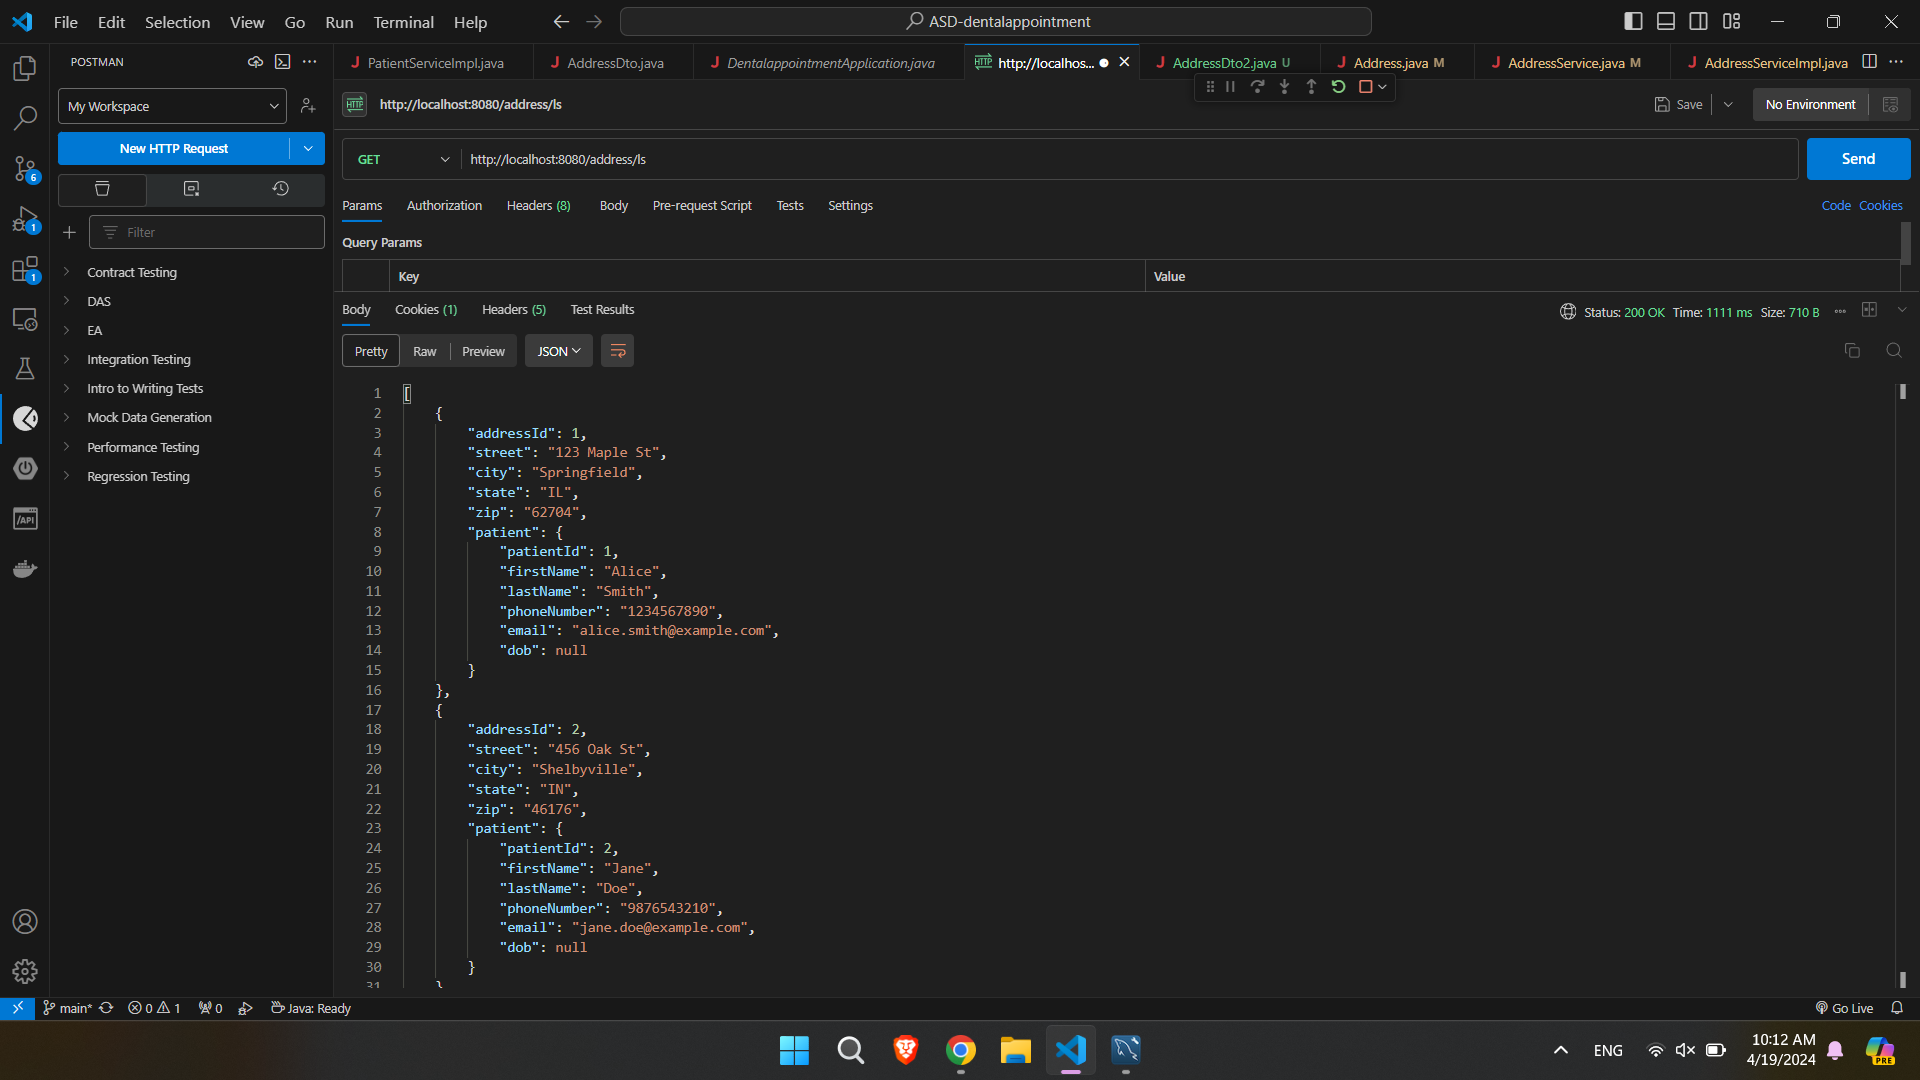 File Edit Selection View Go Run Terminal Help
ASD-dentalappointment
POSTMAN
PatientServiceImpl.java
AddressDto.java
DentalappointmentApplication.java
http://localhos...
AddressDto2.java U
Address.java M
AddressService.java M
AddressServiceImpl.java
My Workspace
HTTP http://localhost:8080/address/ls
Save
No Environment
New HTTP Request
GET http://localhost:8080/address/ls
Send
Params Authorization Headers (8) Body Pre-request Script Tests Settings
Code Cookies
Filter
Query Params
Key Value
Contract Testing
DAS
EA
Integration Testing
Intro to Writing Tests
Mock Data Generation
Performance Testing
Regression Testing
6
1
1
/API
Body Cookies (1) Headers (5) Test Results
Status: 200 OK Time: 1111 ms Size: 710 B
Pretty Raw Preview JSON
1 [
2 {
3 "addressId": 1,
4 "street": "123 Maple St",
5 "city": "Springfield",
6 "state": "IL",
7 "zip": "62704",
8 "patient": {
9 "patientId": 1,
10 "firstName": "Alice",
11 "lastName": "Smith",
12 "phoneNumber": "1234567890",
13 "email": "alice.smith@example.com",
14 "dob": null
15 }
16 },
17 {
18 "addressId": 2,
19 "street": "456 Oak St",
20 "city": "Shelbyville",
21 "state": "IN",
22 "zip": "46176",
23 "patient": {
24 "patientId": 2,
25 "firstName": "Jane",
26 "lastName": "Doe",
27 "phoneNumber": "9876543210",
28 "email": "jane.doe@example.com",
29 "dob": null
30 }
31 }
main* 0 1 0 Java: Ready
Go Live
ENG
10:12 AM
4/19/2024
PRE